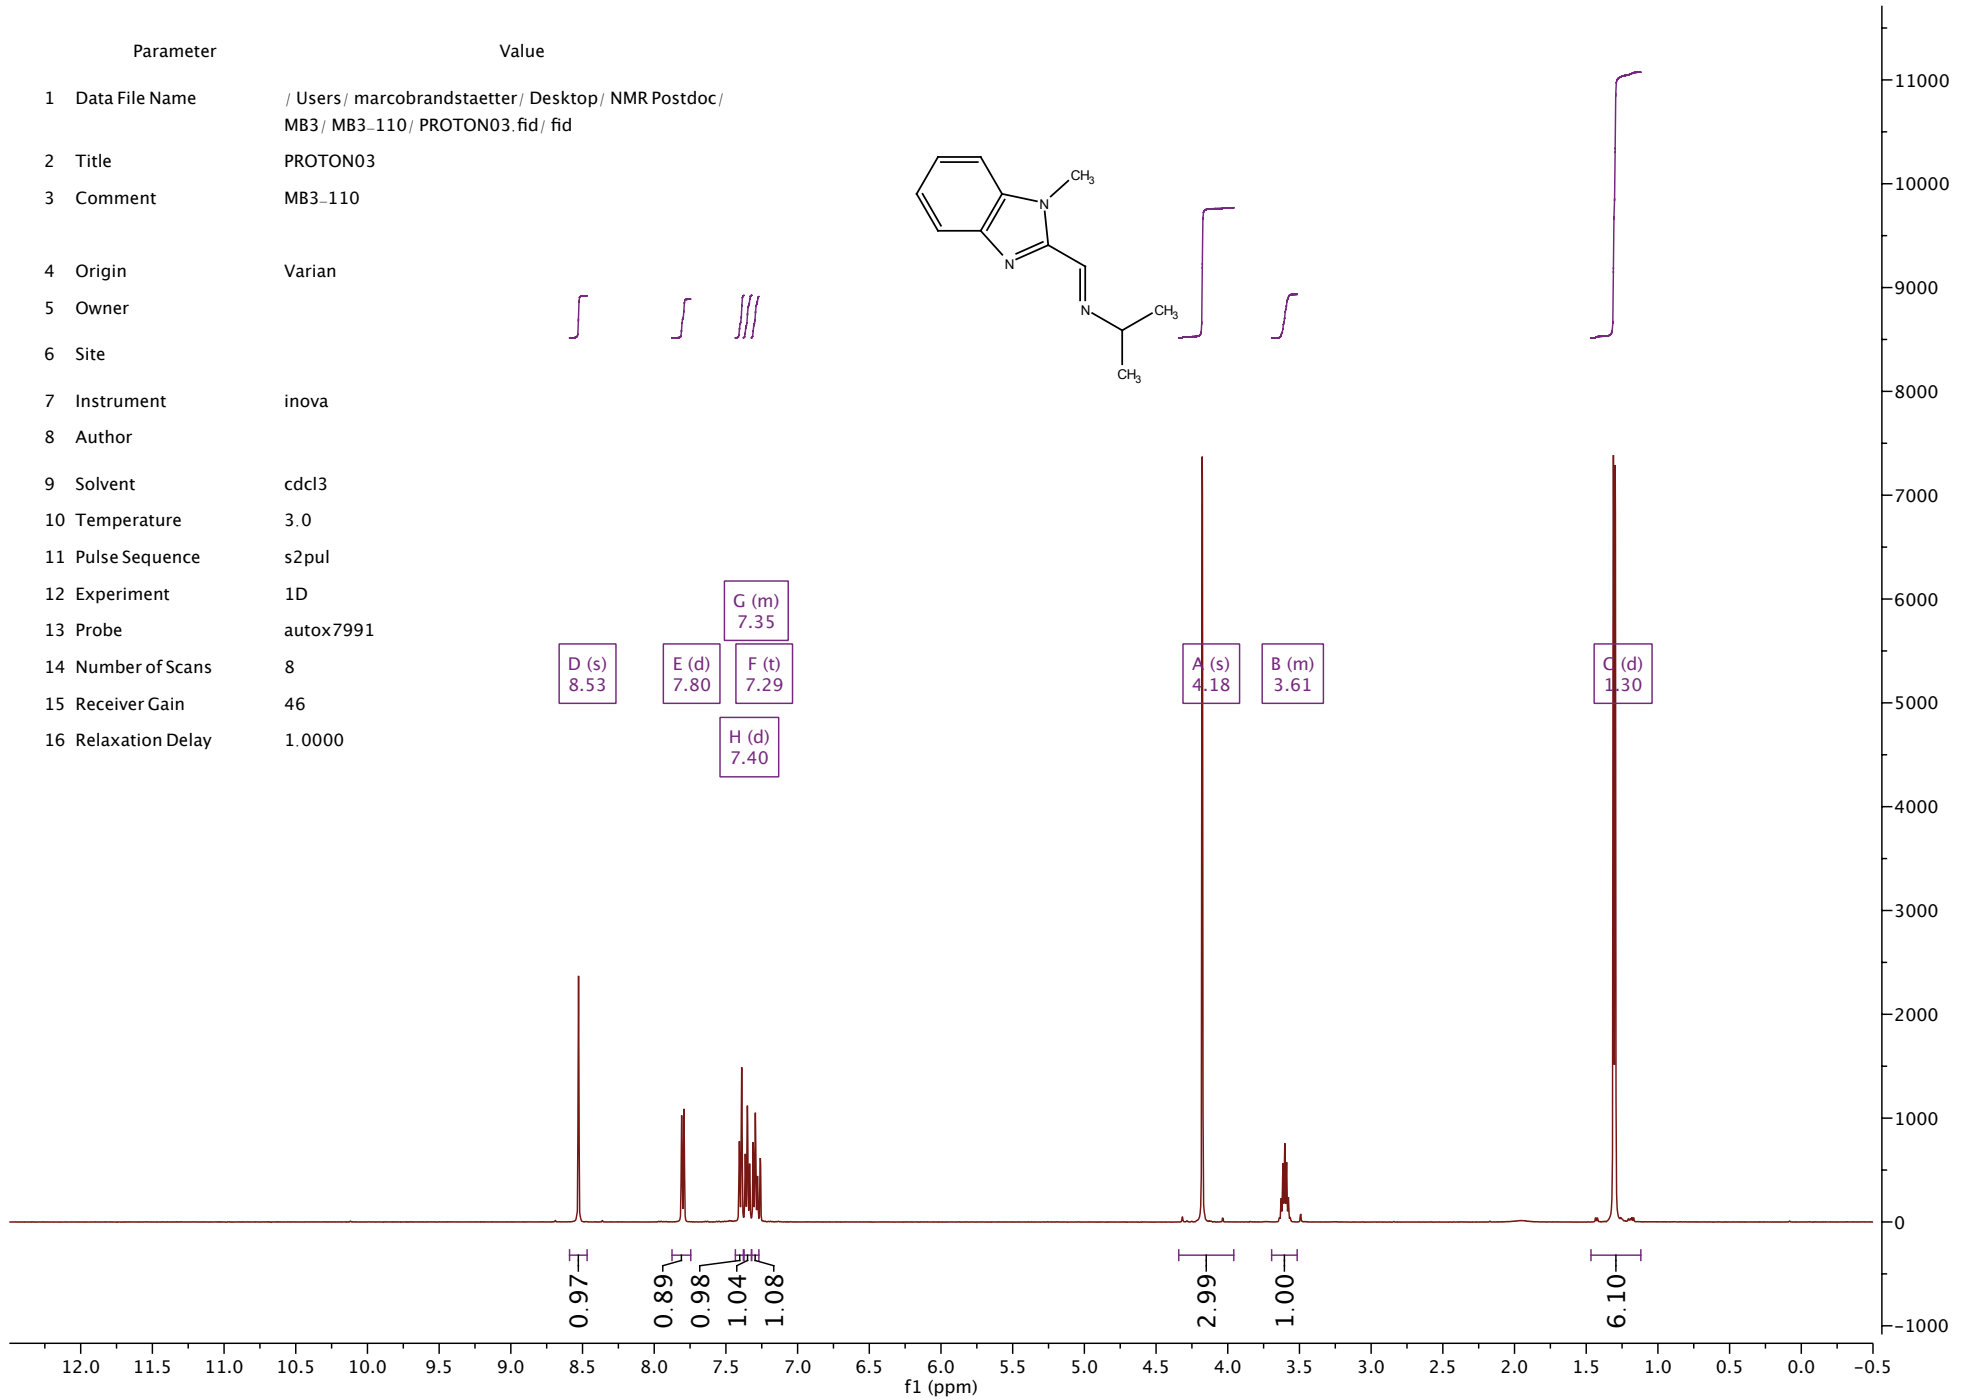 Parameter Value
1 Data File Name / Users/ marcobrandstaetter/ Desktop/ NMR Postdoc/
MB3/ MB3_110/ PROTON03.fid/ fid
2 Title PROTON03
3 Comment MB3_110
4 Origin Varian
5 Owner
6 Site
7 Instrument inova
8 Author
9 Solvent cdcl3
10 Temperature 3.0
11 Pulse Sequence s2pul
12 Experiment 1D
13 Probe autox7991
14 Number of Scans 8
15 Receiver Gain 46
16 Relaxation Delay 1.0000
CH3
N
N
N
CH3
CH3
G (m)
7.35
D (s)
8.53
E (d)
7.80
F (t)
7.29
A (s)
4.18
B (m)
3.61
C (d)
1.30
H (d)
7.40
11000
10000
9000
8000
7000
6000
5000
4000
3000
2000
1000
0
-1000
0.97
0.89
0.98
1.04
1.08
2.99
1.00
6.10
12.0 11.5 11.0 10.5 10.0 9.5 9.0 8.5 8.0 7.5 7.0 6.5 6.0 5.5 5.0 4.5 4.0 3.5 3.0 2.5 2.0 1.5 1.0 0.5 0.0 -0.5
f1 (ppm)